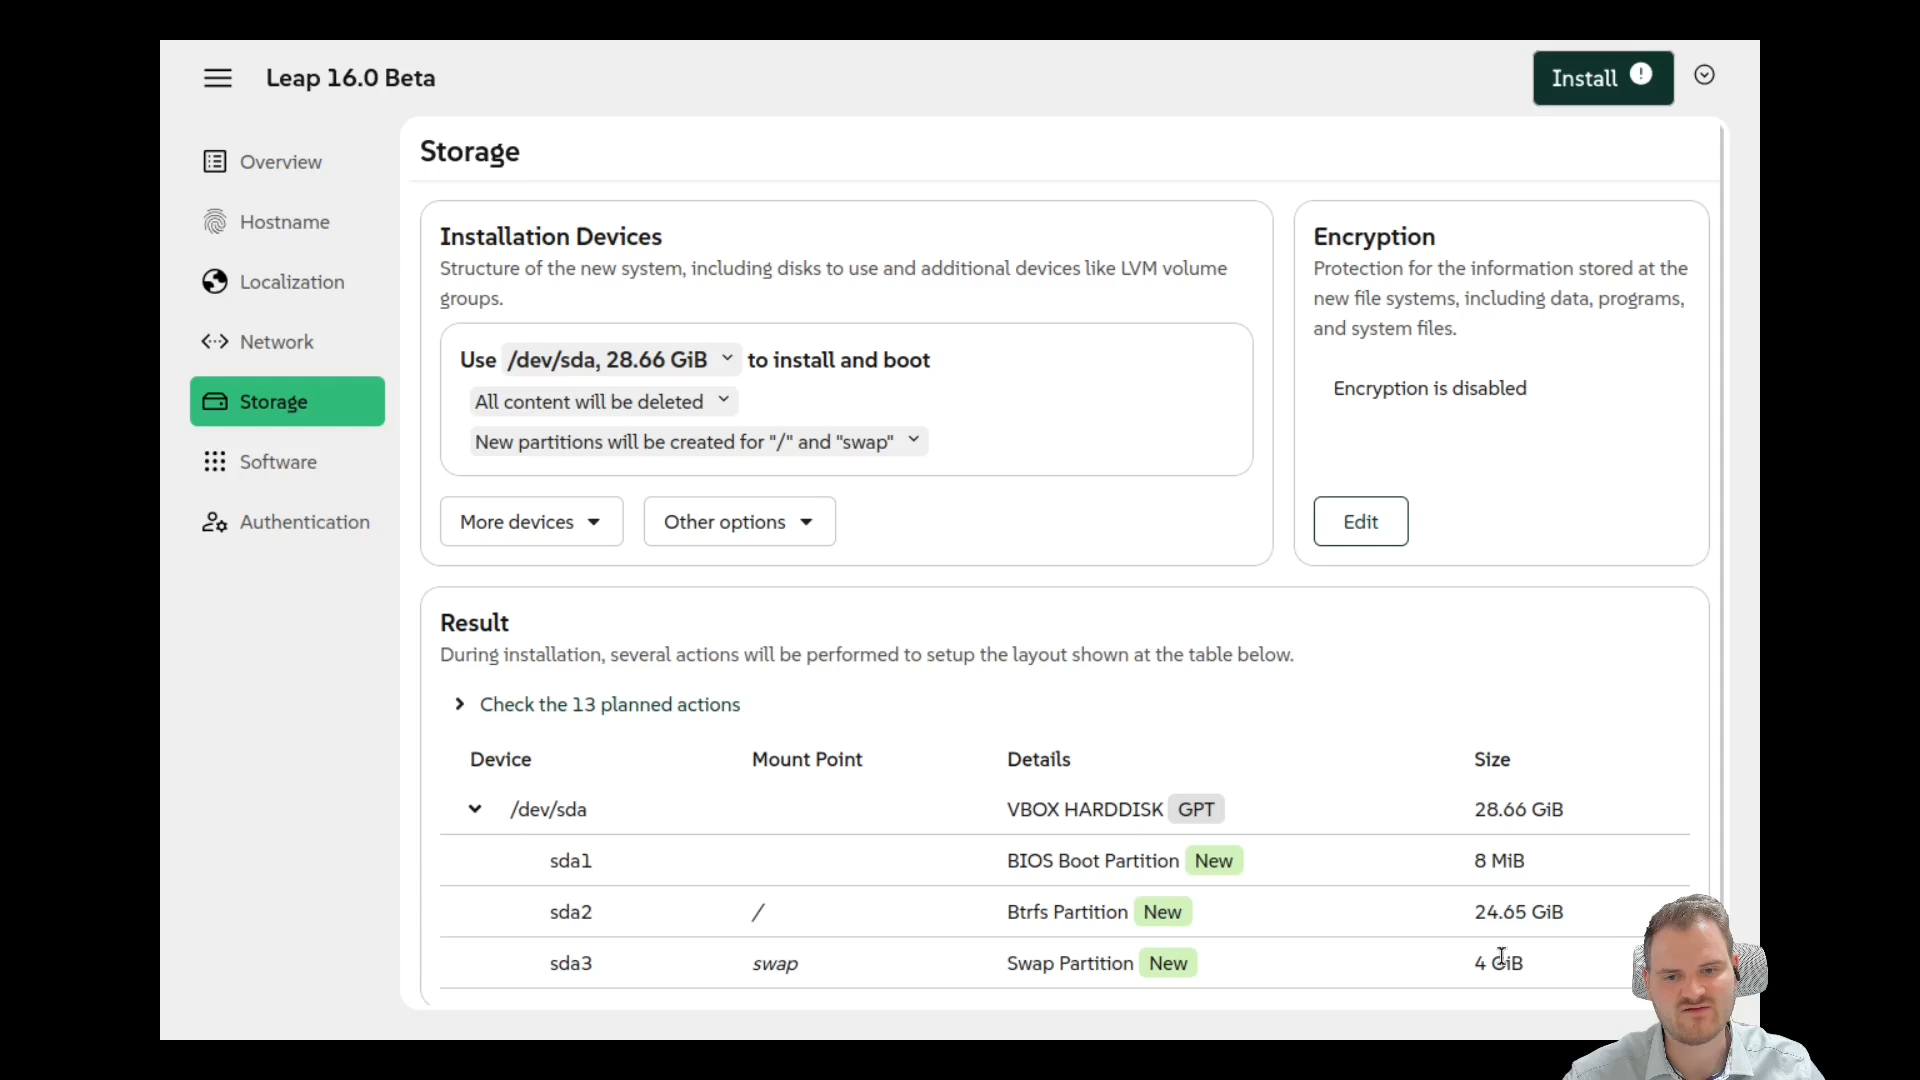 Leap 16.0 Beta
Install
Overview
Hostname
Localization
Network
Storage
Software
Authentication
Storage
Installation Devices
Structure of the new system, including disks to use and additional devices like LVM volume
groups.
Use /dev/sda, 28.66 GiB to install and boot
All content will be deleted
New partitions will be created for "/" and "swap"
More devices
Other options
Encryption
Protection for the information stored at the
new file systems, including data, programs,
and system files.
Encryption is disabled
Edit
Result
During installation, several actions will be performed to setup the layout shown at the table below.
Check the 13 planned actions
Device Mount Point Details Size
/dev/sda VBOX HARDDISK GPT 28.66 GiB
sda1 BIOS Boot Partition New 8 MiB
sda2 / Btrfs Partition New 24.65 GiB
sda3 swap Swap Partition New 4 GiB